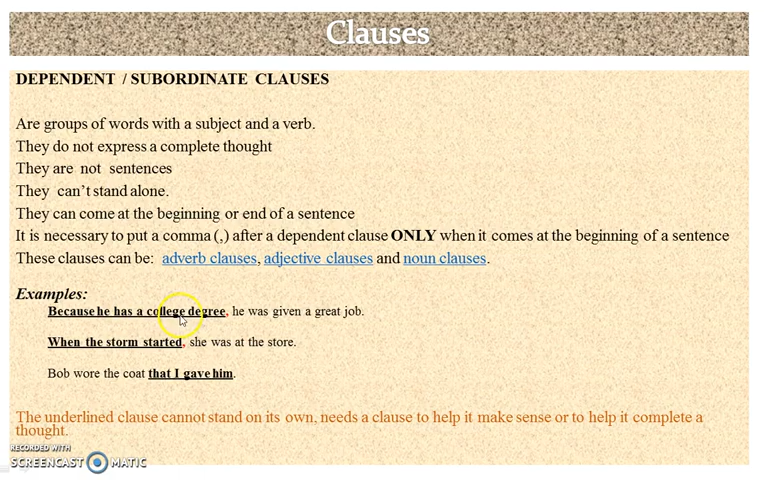 Clauses
DEPENDENT / SUBORDINATE CLAUSES
Are groups of words with a subject and a verb.
They do not express a complete thought
They are not sentences
They can't stand alone.
They can come at the beginning or end of a sentence
It is necessary to put a comma (,) after a dependent clause ONLY when it comes at the beginning of a sentence
These clauses can be: adverb clauses, adjective clauses and noun clauses.
Examples:
Because he has a college degree, he was given a great job.
When the storm started, she was at the store.
Bob wore the coat that I gave him.
The underlined clause cannot stand on its own, needs a clause to help it make sense or to help it complete a
thought.
RECORDED WITH
SCREENCAST MATIC